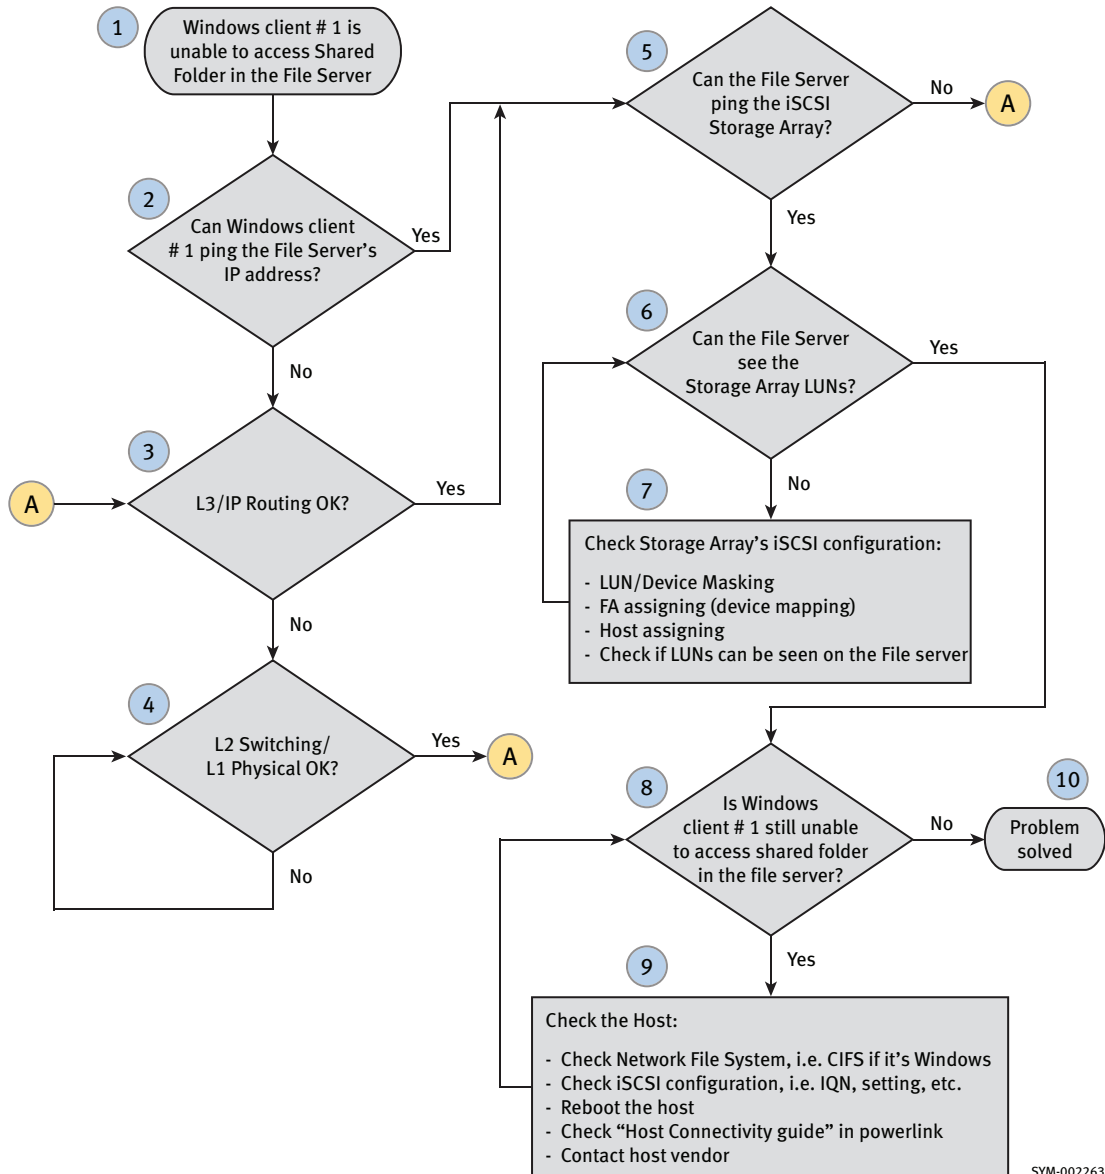 1
Windows client # 1 is
unable to access Shared
Folder in the File Server
2
Can Windows client
# 1 ping the File Server's
IP address?
Yes
No
3
A
L3/IP Routing OK?
Yes
No
4
L2 Switching/
L1 Physical OK?
Yes
A
No
5
Can the File Server
ping the iSCSI
Storage Array?
No
A
Yes
6
Can the File Server
see the
Storage Array LUNs?
Yes
No
7
Check Storage Array's iSCSI configuration:
- LUN/Device Masking
- FA assigning (device mapping)
- Host assigning
- Check if LUNs can be seen on the File server
8
Is Windows
client # 1 still unable
to access shared folder
in the file server?
No
10
Problem
solved
Yes
9
Check the Host:
- Check Network File System, i.e. CIFS if it's Windows
- Check iSCSI configuration, i.e. IQN, setting, etc.
- Reboot the host
- Check “Host Connectivity guide” in powerlink
- Contact host vendor
SYM-002263